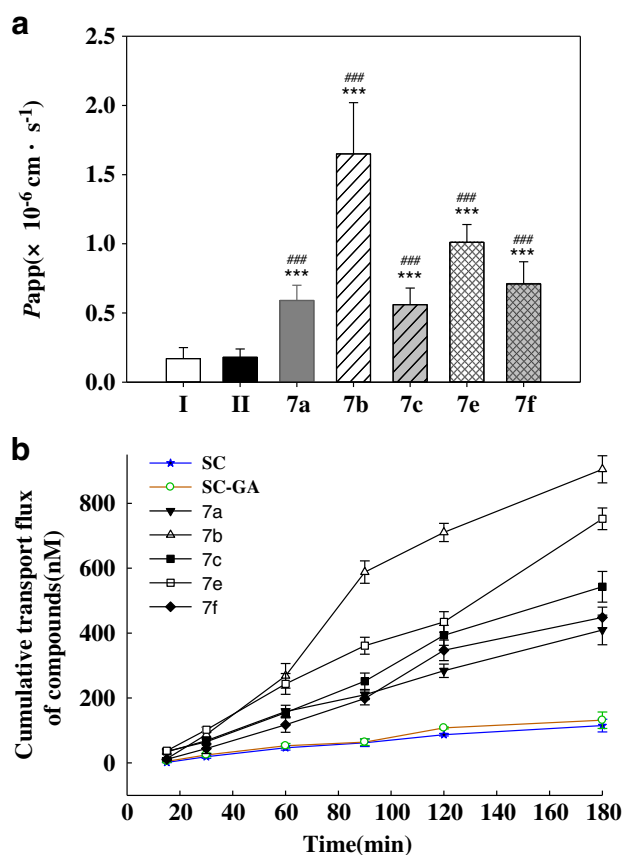 a
Papp(× 10⁻⁶ cm · s⁻¹)
2.5
2.0
1.5
1.0
0.5
0.0
###
***
###
***
###
***
###
***
###
***
I II 7a 7b 7c 7e 7f
b
Cumulative transport flux
of compounds(nM)
SC
SC-GA
7a
7b
7c
7e
7f
800
600
400
200
0
0 20 40 60 80 100 120 140 160 180
Time(min)